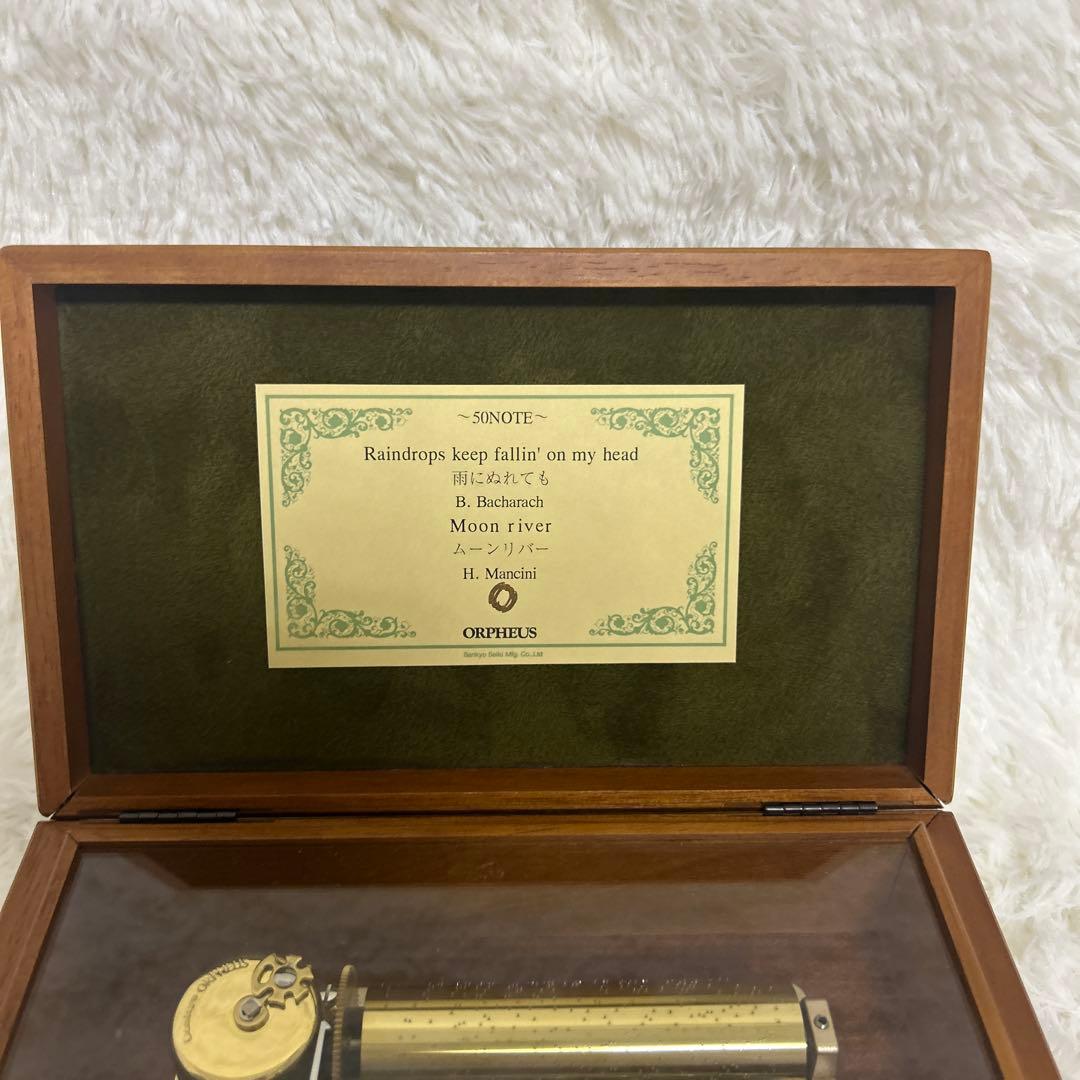 ～50NOTE～
Raindrops keep fallin' on my head
雨にぬれても
B. Bacharach
Moon river
ムーンリバー
H. Mancini
ORPHEUS
Sankyo Seiki Mfg. Co.,Ltd